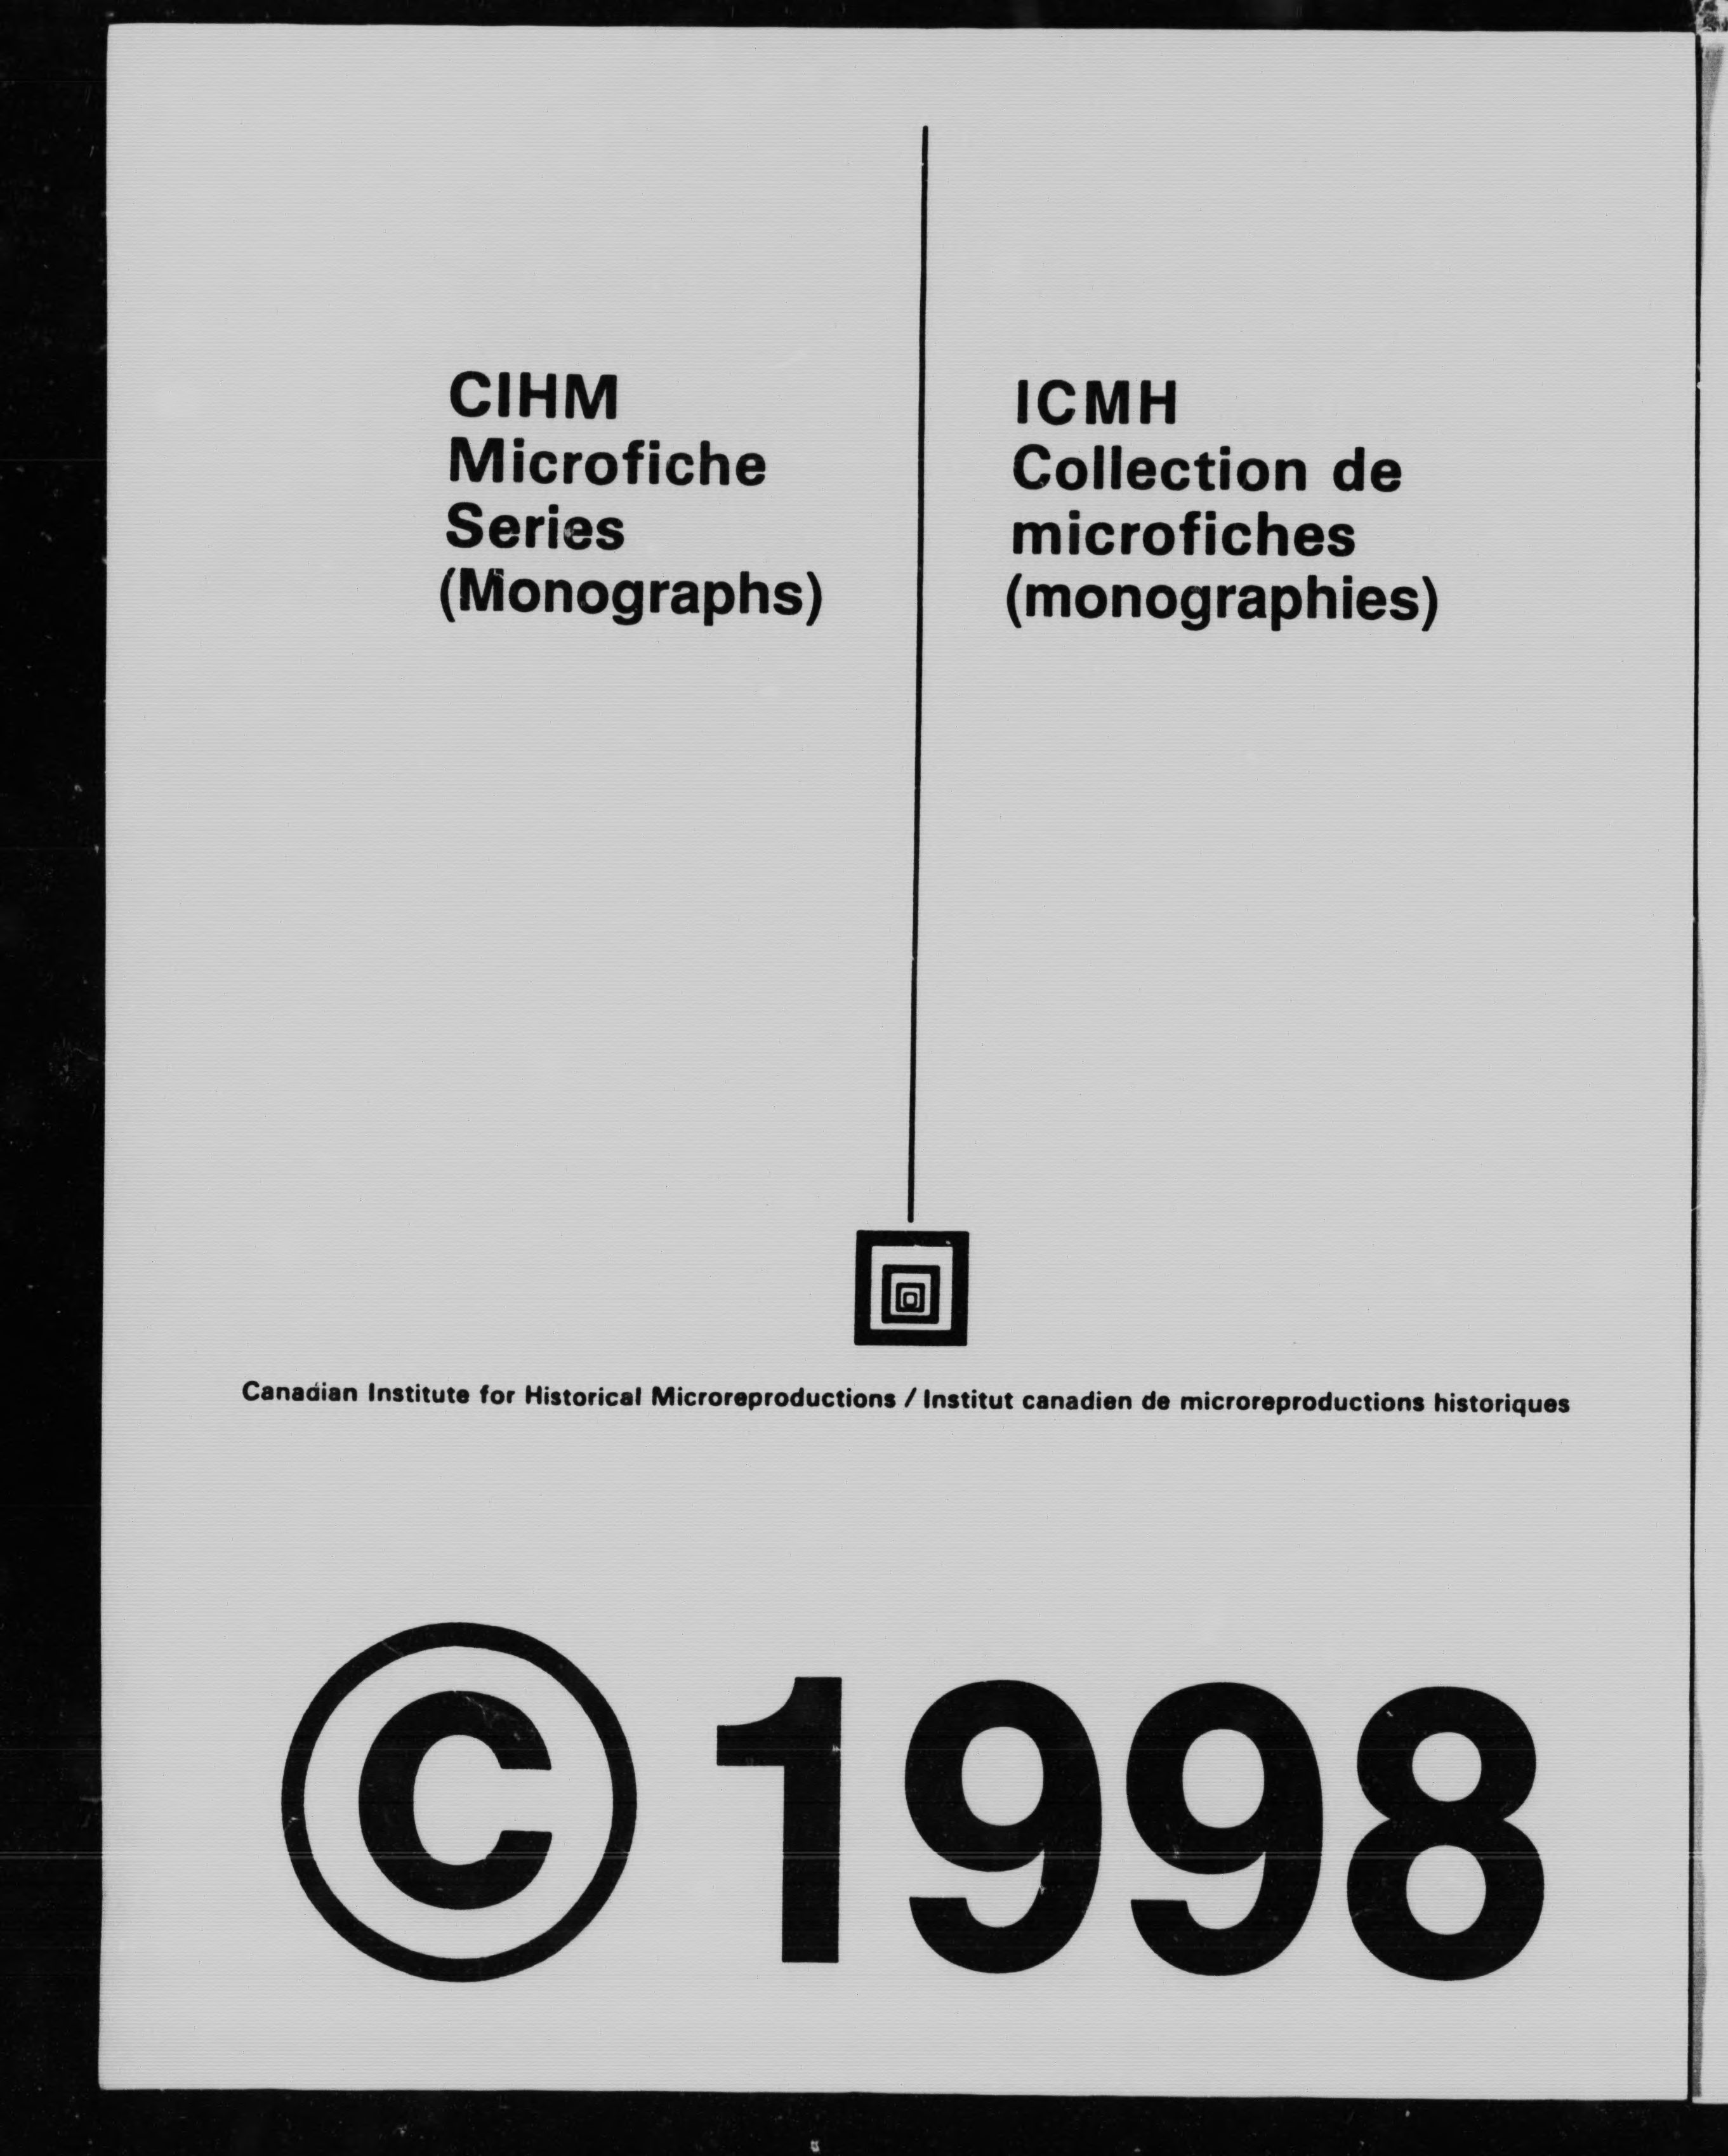 CIHM
Microfiche
Series
(Monographs)
ICMH
Collection de
microfiches
(monographies)
Canadian Institute for Historical Microreproductions / Institut canadien de microreproductions historiques
© 1998